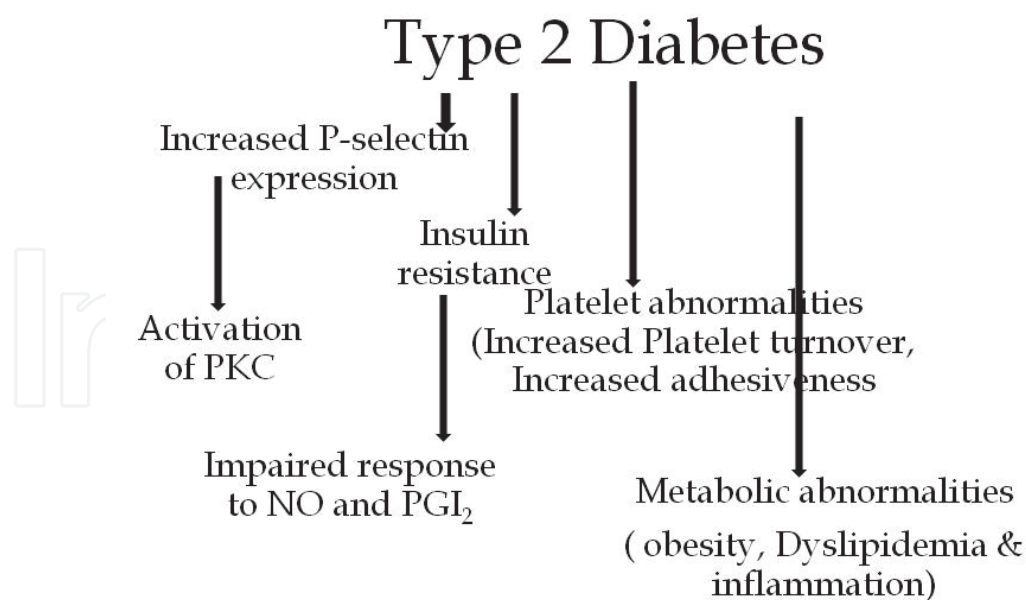 Type 2 Diabetes
Increased P-selectin
expression
Insulin
resistance
Activation
of PKC
Platelet abnormalities
(Increased Platelet turnover,
Increased adhesiveness
Impaired response
to NO and PGI₂
Metabolic abnormalities
( obesity, Dyslipidemia &
inflammation)